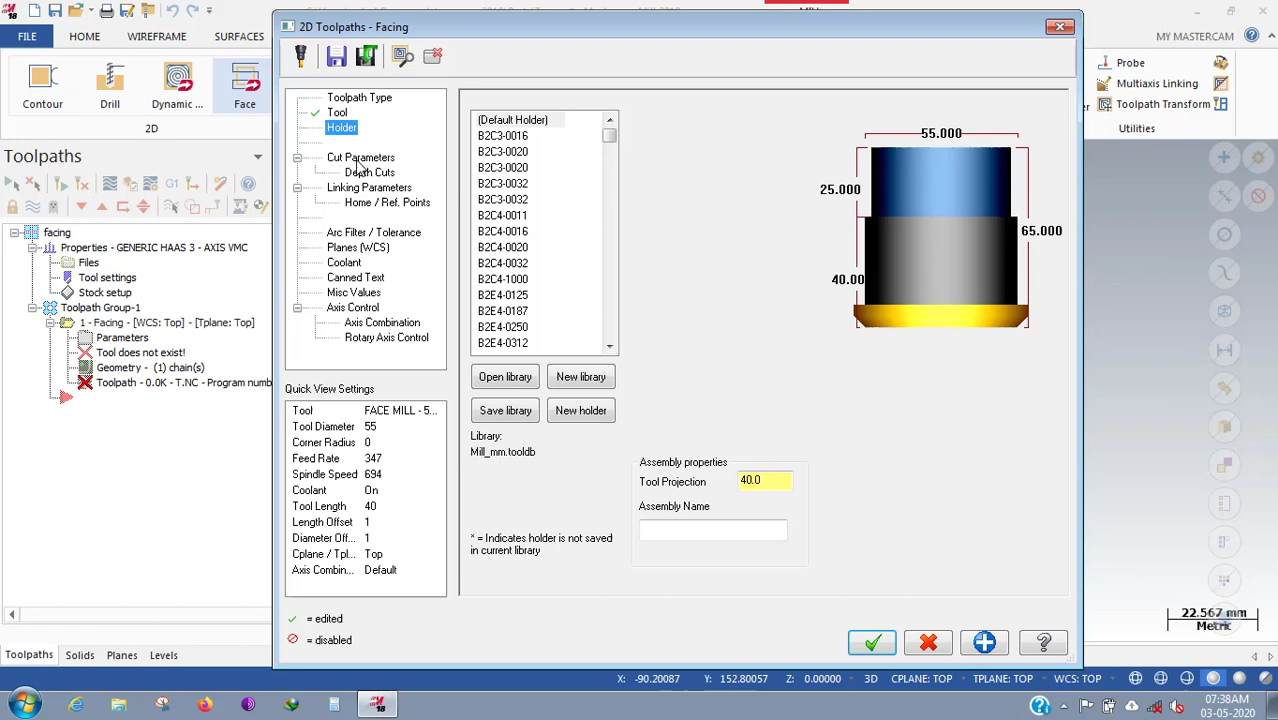 2D Toolpaths - Facing
FILE
HOME
WIREFRAME
SURFACES
MY MASTERCAM
Contour
Drill
Dynamic ...
Face
2D
Probe
Multiaxis Linking
Toolpath Transform
Utilities
Toolpaths
facing
Properties - GENERIC HAAS 3 - AXIS VMC
Files
Tool settings
Stock setup
Toolpath Group-1
1 - Facing - [WCS: Top] - [Tplane: Top]
Parameters
Tool does not exist!
Geometry - (1) chain(s)
Toolpath - 0.0K - T.NC - Program numb
Toolpaths
Solids
Planes
Levels
Toolpath Type
Tool
Holder
Cut Parameters
Depth Cuts
Linking Parameters
Home / Ref. Points
Arc Filter / Tolerance
Planes (WCS)
Coolant
Canned Text
Misc Values
Axis Control
Axis Combination
Rotary Axis Control
Quick View Settings
Tool FACE MILL - 5...
Tool Diameter 55
Corner Radius 0
Feed Rate 347
Spindle Speed 694
Coolant On
Tool Length 40
Length Offset 1
Diameter Off... 1
Cplane / Tpl... Top
Axis Combin... Default
= edited
= disabled
(Default Holder)
B2C3-0016
B2C3-0020
B2C3-0020
B2C3-0032
B2C3-0032
B2C4-0011
B2C4-0016
B2C4-0020
B2C4-0032
B2C4-1000
B2E4-0125
B2E4-0187
B2E4-0250
B2E4-0312
Open library
New library
Save library
New holder
Library:
Mill_mm.tooldb
* = Indicates holder is not saved
in current library
Assembly properties
Tool Projection 40.0
Assembly Name
55.000
25.000
65.000
40.00
22.567 mm
Metric
X: -90.20087
Y: 152.80057
Z: 0.00000
3D
CPLANE: TOP
TPLANE: TOP
WCS: TOP
07:38AM
03-05-2020